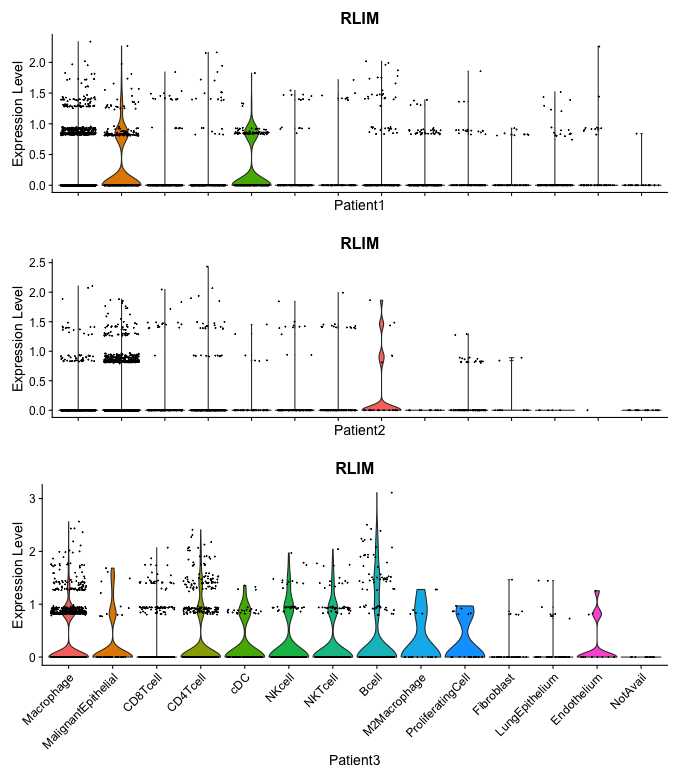 RLIM
Expression Level
2.0
1.5
1.0
0.5
0.0
Patient1
RLIM
Expression Level
2.5
2.0
1.5
1.0
0.5
0.0
Patient2
RLIM
Expression Level
3
2
1
0
Macrophage
MalignantEpithelial
CD8Tcell
CD4Tcell
cDC
NKcell
NKTcell
Bcell
M2Macrophage
ProliferatingCell
Fibroblast
LungEpithelium
Endothelium
NotAvail
Patient3